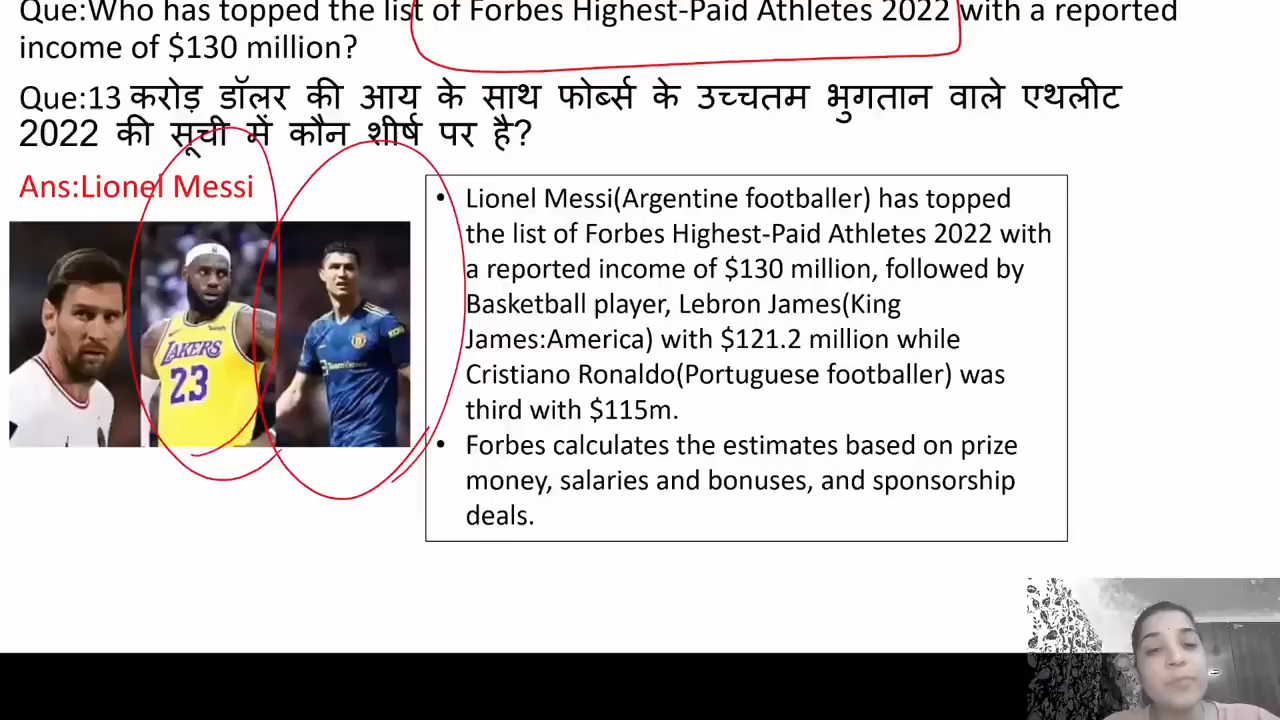 Que:Who has topped the list of Forbes Highest-Paid Athletes 2022 with a reported
income of $130 million?
Que:13 करोड़ डॉलर की आय के साथ फोर्ब्स के उच्चतम भुगतान वाले एथलीट
2022 की सूची में कौन शीर्ष पर है?
Ans:Lionel Messi
• Lionel Messi(Argentine footballer) has topped
the list of Forbes Highest-Paid Athletes 2022 with
a reported income of $130 million, followed by
Basketball player, Lebron James(King
James:America) with $121.2 million while
Cristiano Ronaldo(Portuguese footballer) was
third with $115m.
• Forbes calculates the estimates based on prize
money, salaries and bonuses, and sponsorship
deals.
LAKERS
23